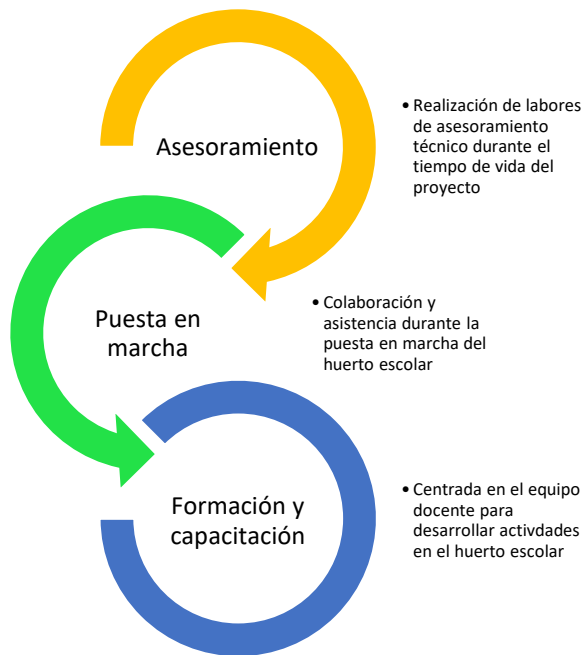 Asesoramiento
• Realización de labores
de asesoramiento
técnico durante el
tiempo de vida del
proyecto
Puesta en
marcha
• Colaboración y
asistencia durante la
puesta en marcha del
huerto escolar
Formación y
capacitación
• Centrada en el equipo
docente para
desarrollar activdades
en el huerto escolar